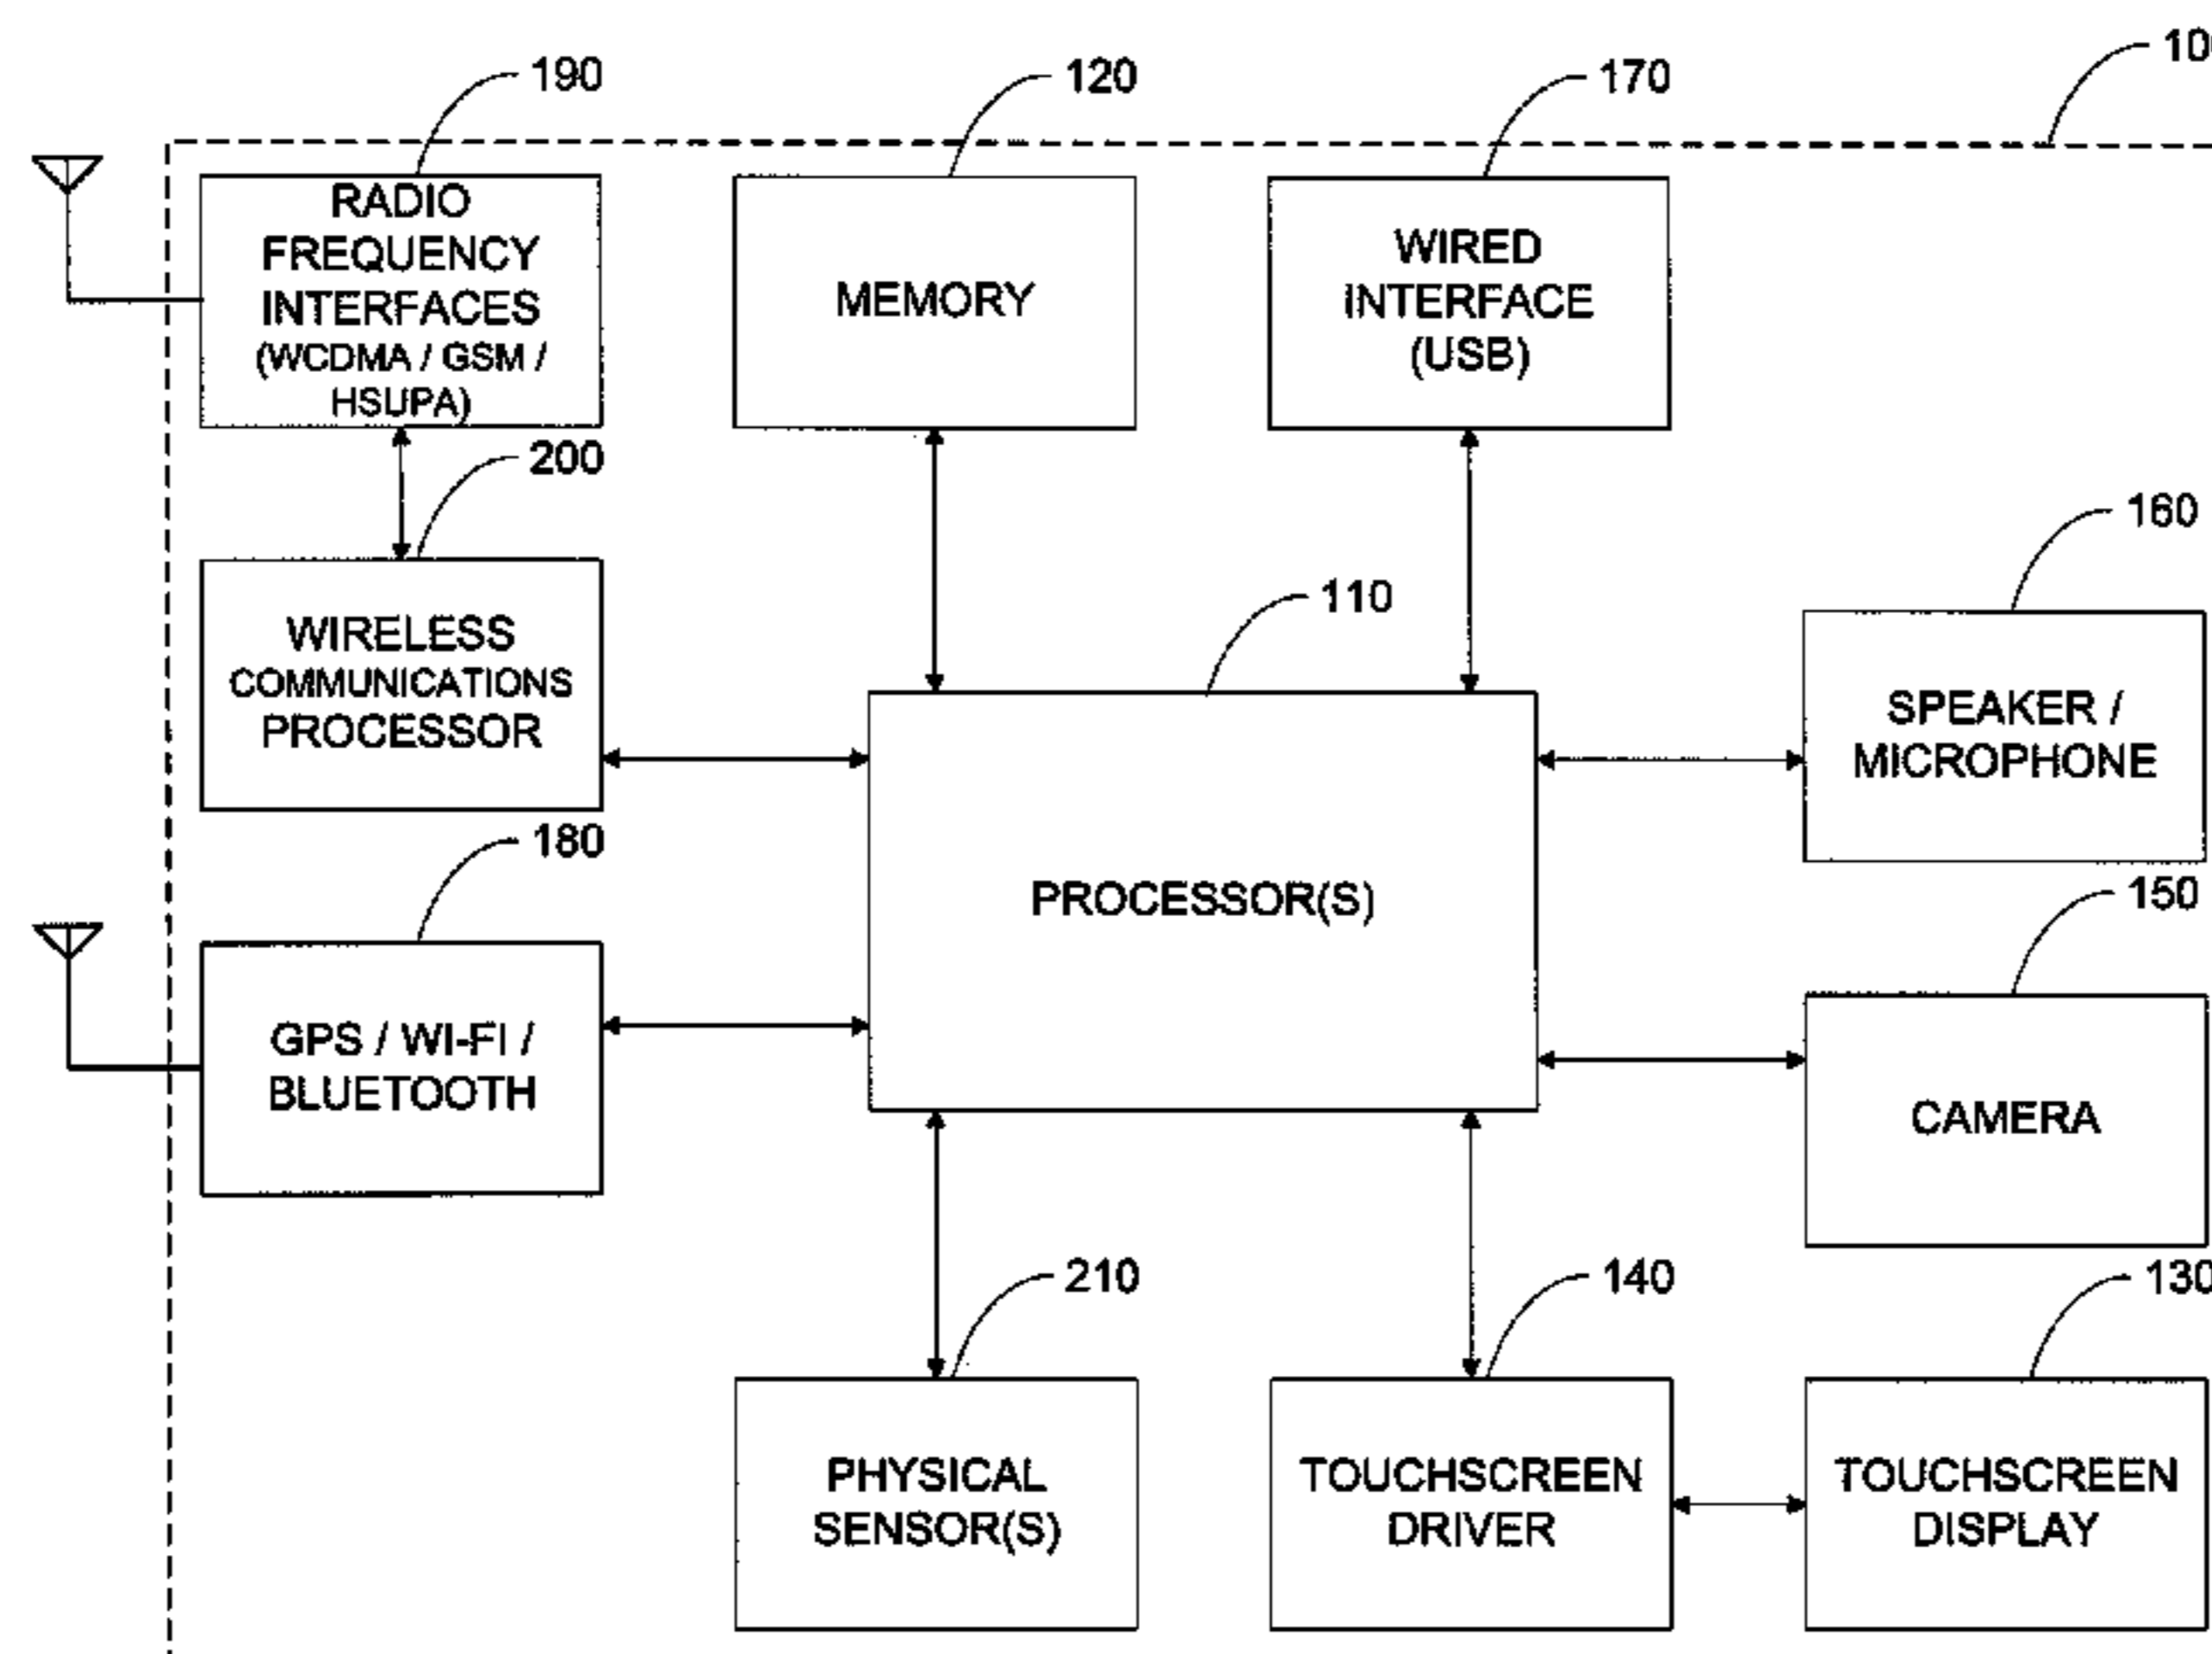 190
120
170
10
RADIO
FREQUENCY
INTERFACES
(WCDMA / GSM /
HSUPA)
MEMORY
WIRED
INTERFACE
(USB)
200
160
110
WIRELESS
COMMUNICATIONS
PROCESSOR
SPEAKER /
MICROPHONE
180
150
PROCESSOR(S)
GPS / WI-FI /
BLUETOOTH
CAMERA
210
140
130
PHYSICAL
SENSOR(S)
TOUCHSCREEN
DRIVER
TOUCHSCREEN
DISPLAY